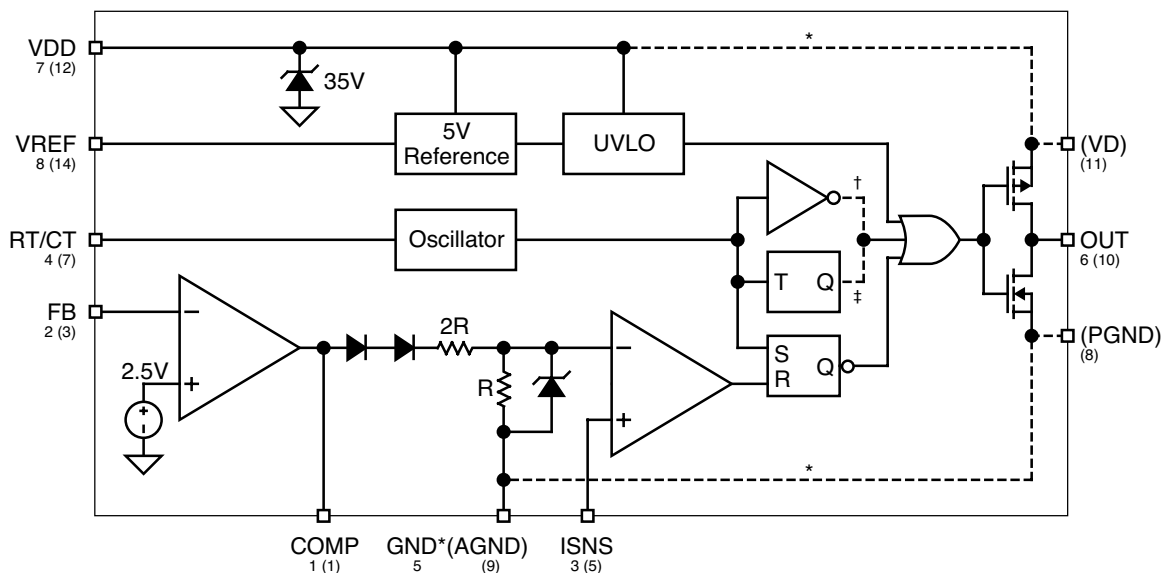 VDD
7 (12)
*
35V
VREF
8 (14)
5V
Reference
UVLO
(VD)
(11)
†
RT/CT
4 (7)
Oscillator
OUT
6 (10)
T Q
‡
FB
2 (3)
−
2.5V
+
+
-
2R
R
−
+
S
R
Q
(PGND)
(8)
*
COMP
1 (1)
GND*(AGND)
5 (9)
ISNS
3 (5)